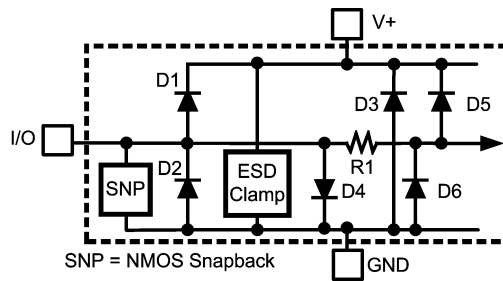 V+
D1
D3
D5
I/O
R1
SNP
D2
ESD
Clamp
D4
D6
SNP = NMOS Snapback
GND